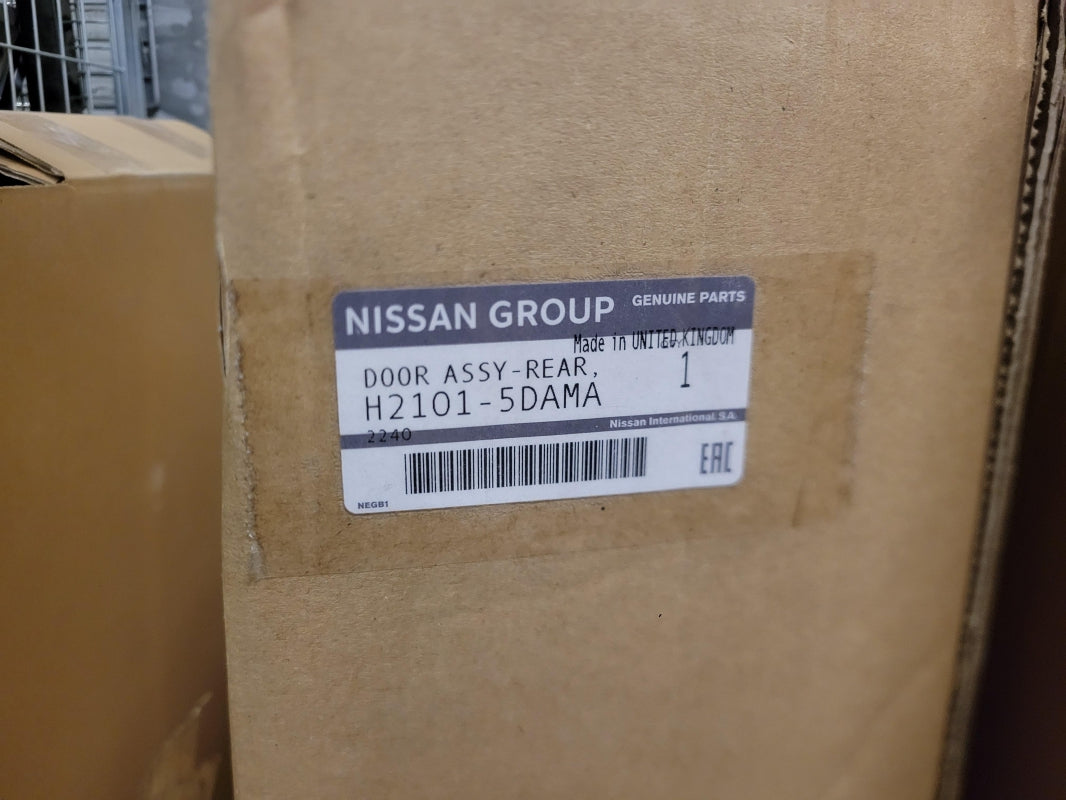 NISSAN GROUP GENUINE PARTS
Made in UNITED KINGDOM
DOOR ASSY-REAR, 1
H2101-5DAMA
Nissan International. S.A.
2240
EAC
NEGB1